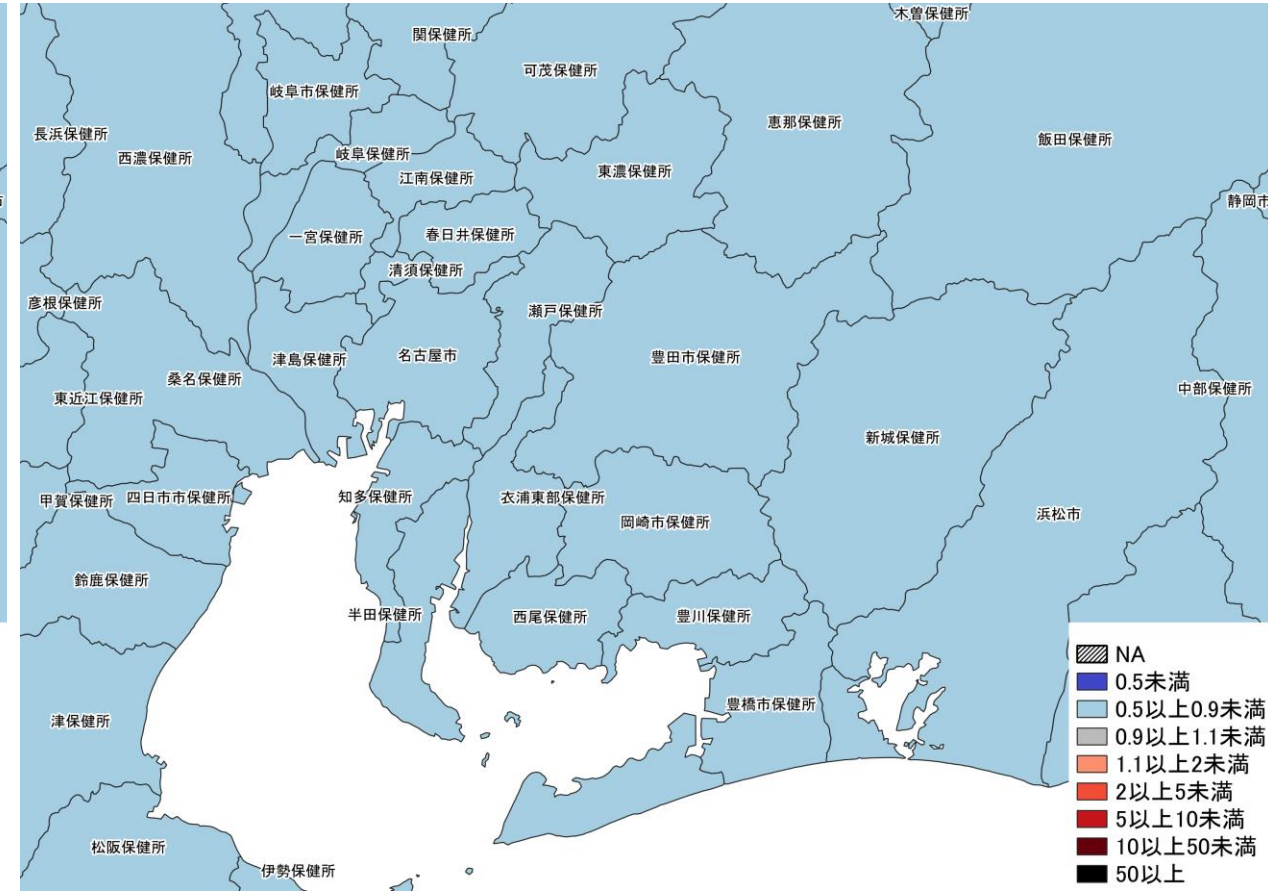 木曽保健所
関保健所
可茂保健所
岐阜市保健所
恵那保健所
長浜保健所
飯田保健所
西濃保健所
岐阜保健所
東濃保健所
江南保健所
静岡市
一宮保健所
春日井保健所
清須保健所
彦根保健所
瀬戸保健所
津島保健所
名古屋市
豊田市保健所
桑名保健所
中部保健所
東近江保健所
新城保健所
甲賀保健所
四日市市保健所
知多保健所
衣浦東部保健所
岡崎市保健所
浜松市
鈴鹿保健所
半田保健所
西尾保健所
豊川保健所
津保健所
豊橋市保健所
松阪保健所
伊勢保健所
NA
0.5未満
0.5以上0.9未満
0.9以上1.1未満
1.1以上2未満
2以上5未満
5以上10未満
10以上50未満
50以上